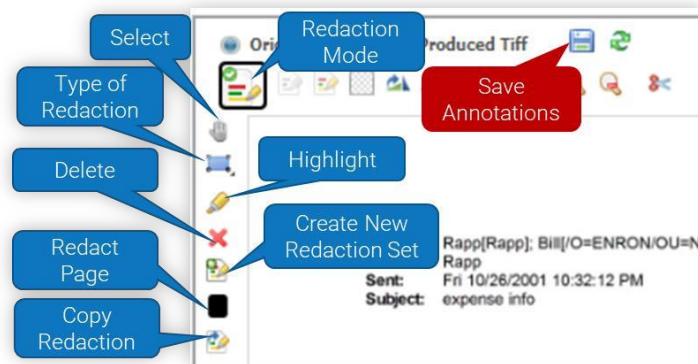 Select
Redaction
Mode
Produced Tiff
Type of
Redaction
Save
Annotations
Delete
Highlight
Create New
Redaction Set
Redact
Page
Copy
Redaction
Rapp[Rapp]; Bill[/O=ENRON/OU=N
Rapp
Sent: Fri 10/26/2001 10:32:12 PM
Subject: expense info